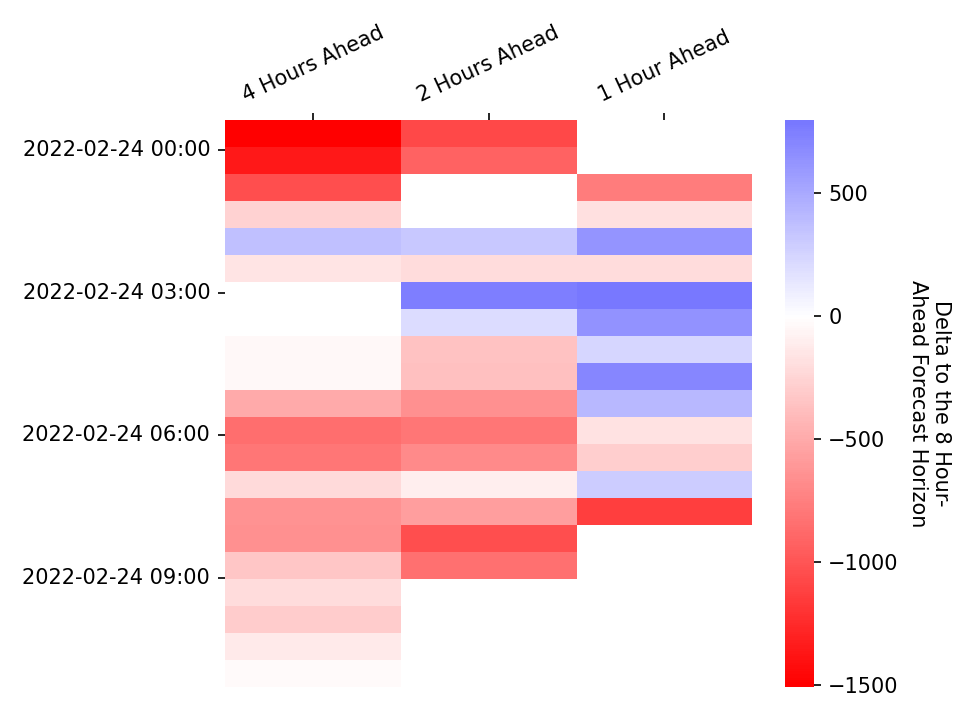 4 Hours Ahead
2 Hours Ahead
1 Hour Ahead
2022-02-24 00:00
2022-02-24 03:00
2022-02-24 06:00
2022-02-24 09:00
500
0
−500
−1000
−1500
Delta to the 8 Hour-
Ahead Forecast Horizon